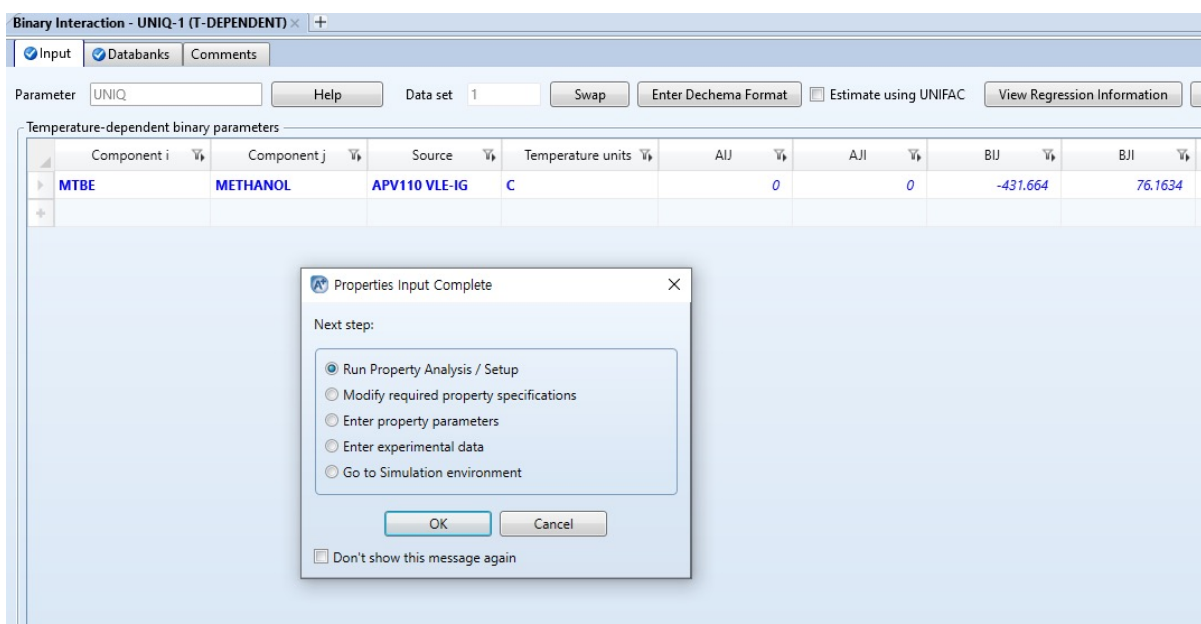 Binary Interaction - UNIQ-1 (T-DEPENDENT) × +
Input Databanks Comments
Parameter UNIQ Help Data set 1 Swap Enter Dechema Format Estimate using UNIFAC View Regression Information
Temperature-dependent binary parameters
Component i Component j Source Temperature units AIJ AJI BIJ BJI
MTBE METHANOL APV110 VLE-IG C 0 0 -431.664 76.1634
Properties Input Complete
Next step:
Run Property Analysis / Setup
Modify required property specifications
Enter property parameters
Enter experimental data
Go to Simulation environment
OK Cancel
Don't show this message again